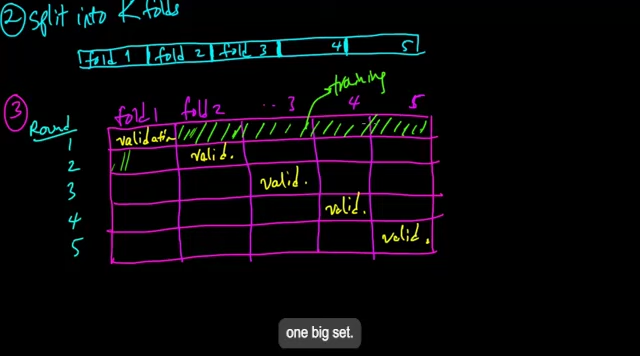 ② Split into K folds
fold 1 fold 2 fold 3 4 5
③
training
fold 1 fold 2 ... 3 4 5
Round
1 validation
2 valid.
3 valid.
4 valid.
5 valid.
one big set.